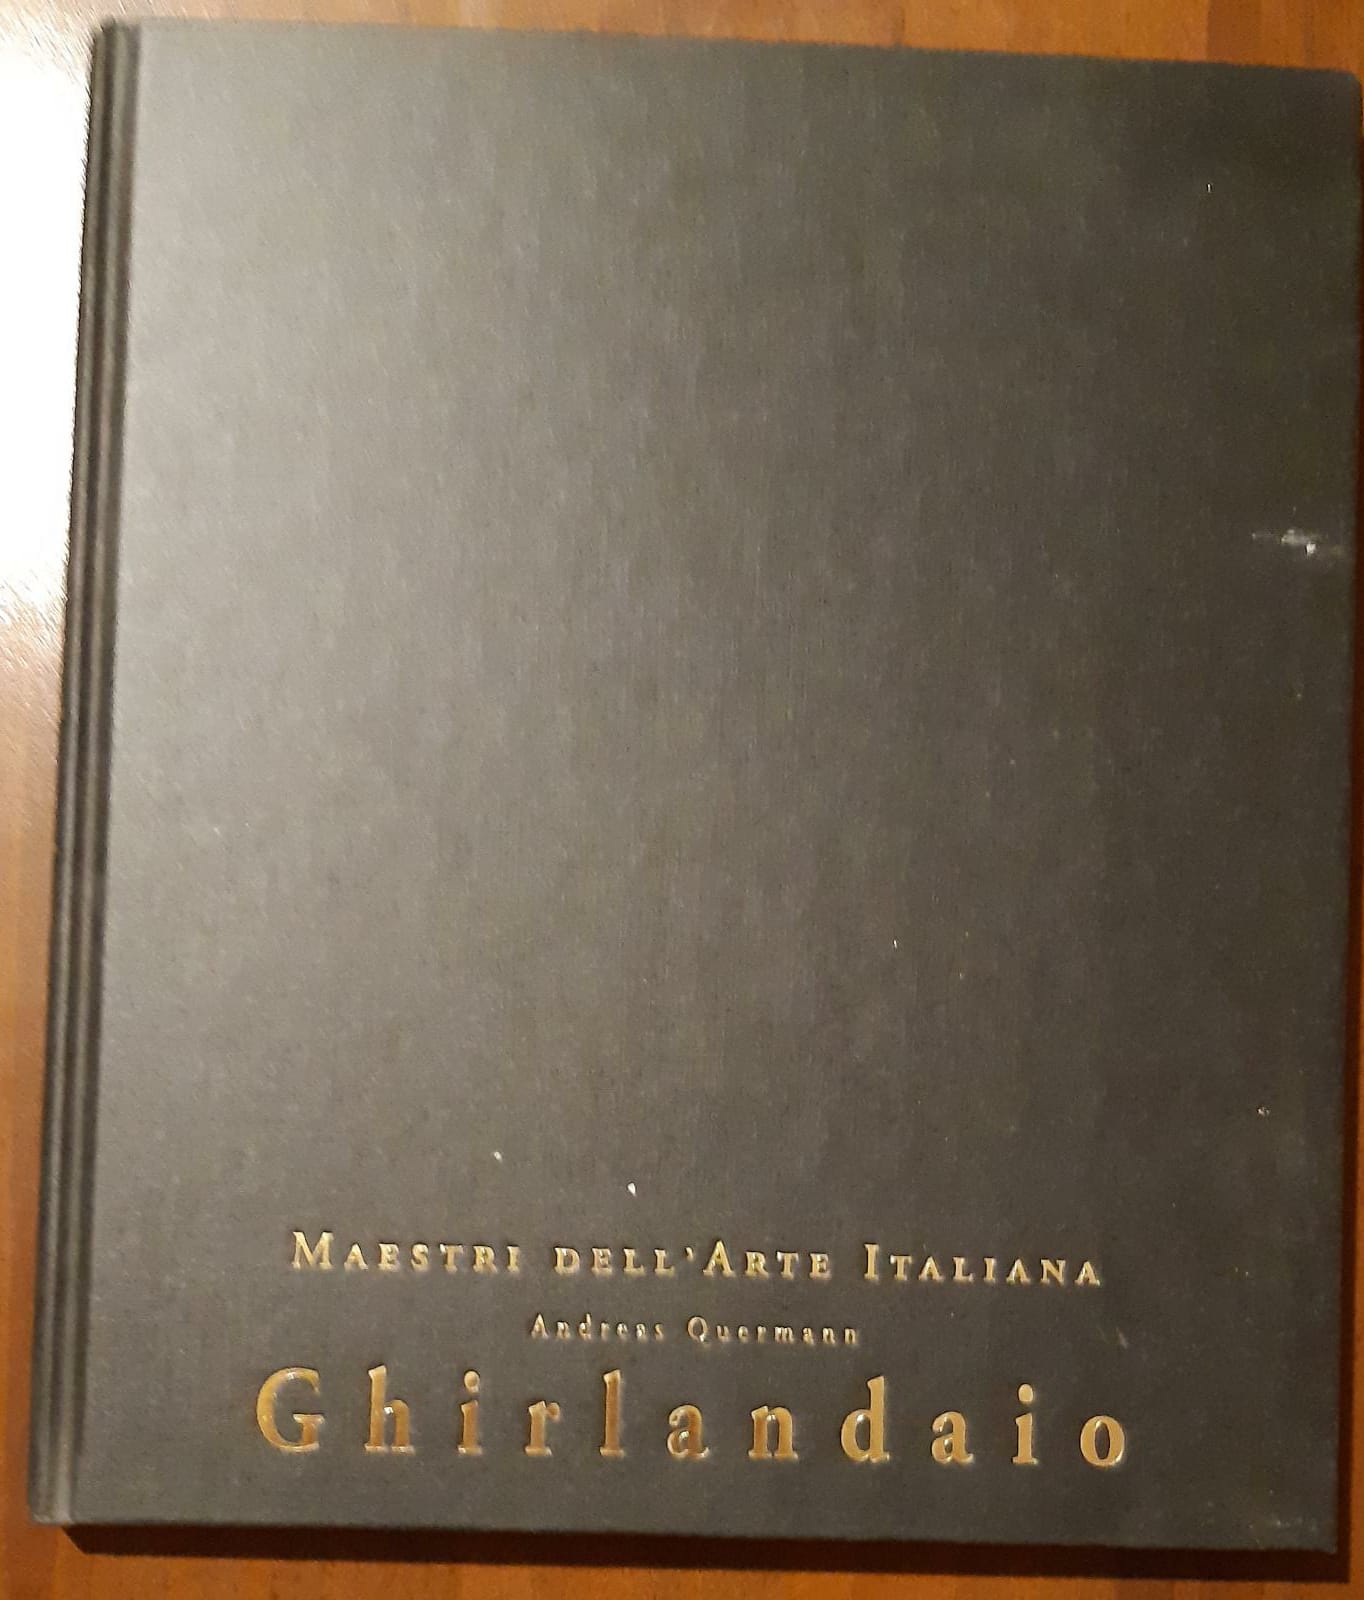 Maestri dell'Arte Italiana
Andreas Quermann
Ghirlandaio